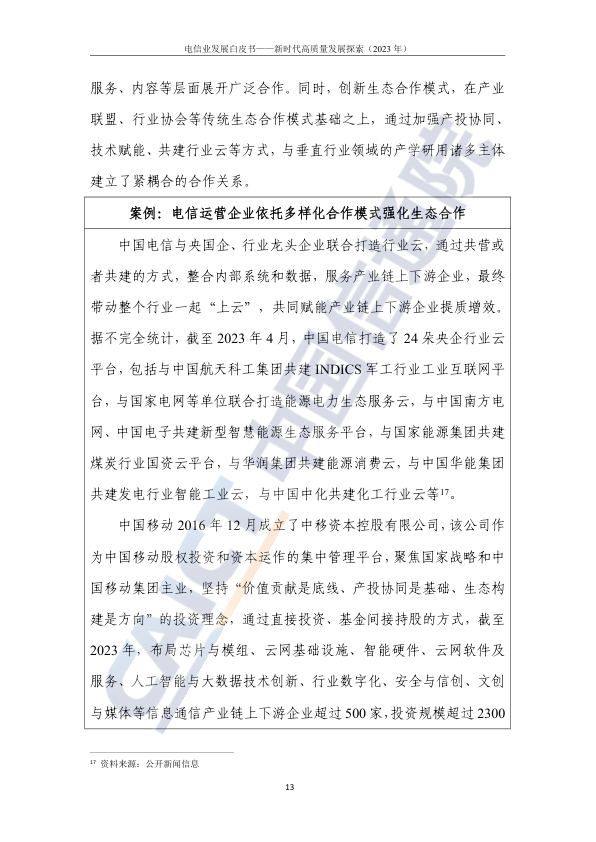 电信业发展白皮书——新时代高质量发展探索（2023 年）
服务、内容等层面展开广泛合作。同时，创新生态合作模式，在产业
联盟、行业协会等传统生态合作模式基础之上，通过加强产投协同、
技术赋能、共建行业云等方式，与垂直行业领域的产学研用诸多主体
建立了紧耦合的合作关系。
案例：电信运营企业依托多样化合作模式强化生态合作
中国电信与央国企、行业龙头企业联合打造行业云，通过共营或
者共建的方式，整合内部系统和数据，服务产业链上下游企业，最终
带动整个行业一起“上云”，共同赋能产业链上下游企业提质增效。
据不完全统计，截至 2023 年 4 月，中国电信打造了 24 朵央企行业云
平台，包括与中国航天科工集团共建 INDICS 军工行业工业互联网平
台，与国家电网等单位联合打造能源电力生态服务云，与中国南方电
网、中国电子共建新型智慧能源生态服务平台，与国家能源集团共建
煤炭行业国资云平台，与华润集团共建能源消费云，与中国华能集团
共建发电行业智能工业云，与中国中化共建化工行业云等17。
中国移动 2016 年 12 月成立了中移资本控股有限公司，该公司作
为中国移动股权投资和资本运作的集中管理平台，聚焦国家战略和中
国移动集团主业，坚持“价值贡献是底线、产投协同是基础、生态构
建是方向”的投资理念，通过直接投资、基金间接持股的方式，截至
2023 年，布局芯片与模组、云网基础设施、智能硬件、云网软件及
服务、人工智能与大数据技术创新、行业数字化、安全与信创、文创
与媒体等信息通信产业链上下游企业超过 500 家，投资规模超过 2300
17 资料来源：公开新闻信息
13
CAICT 中国信通院